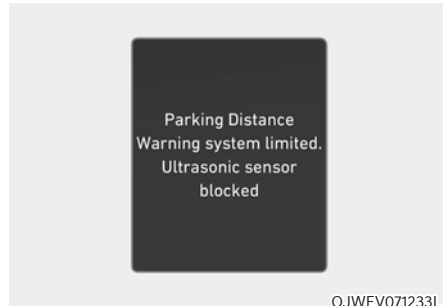 Parking Distance
Warning system limited.
Ultrasonic sensor
blocked
OJWEV071233L